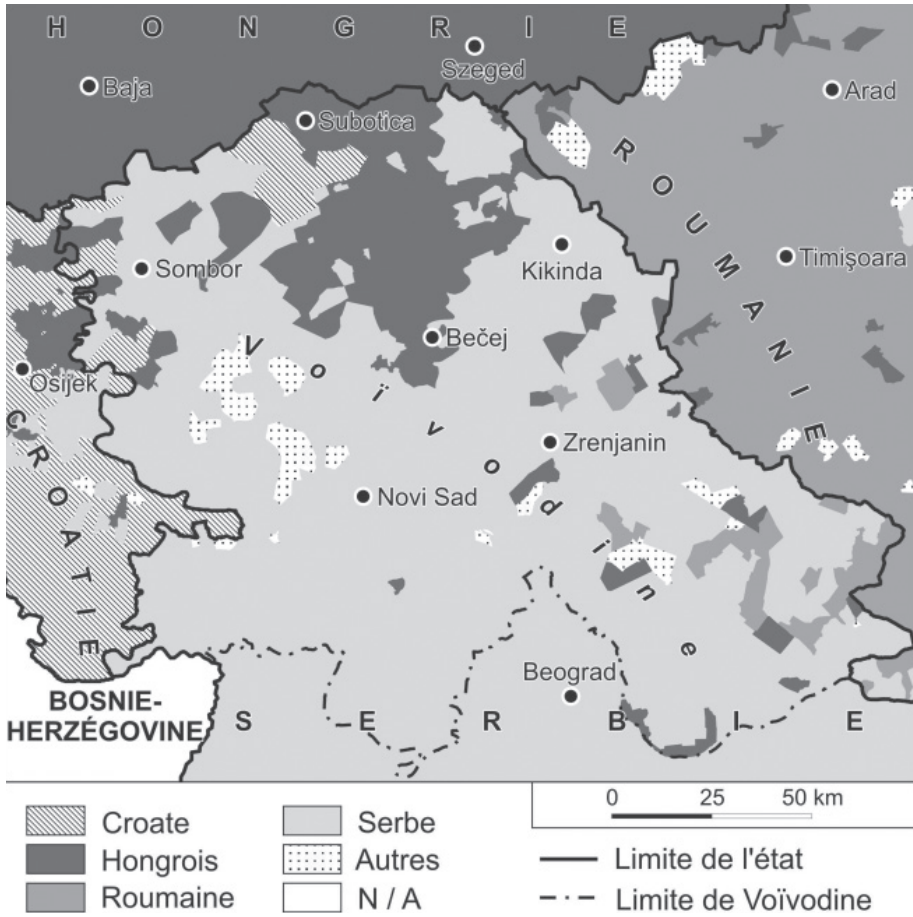 HONGRIE
Szeged
Baja
Arad
Subotica
ROUMANIE
Kikinda
Timişoara
Sombor
Bečej
Voivodine
Osijek
Zrenjanin
CROATIE
Novi Sad
Beograd
BOSNIE-
HERZÉGOVINE
SERBIE
0 25 50 km
Croate
Serbe
Hongrois
Autres
Limite de l'état
Roumaine
N / A
Limite de Voïvodine